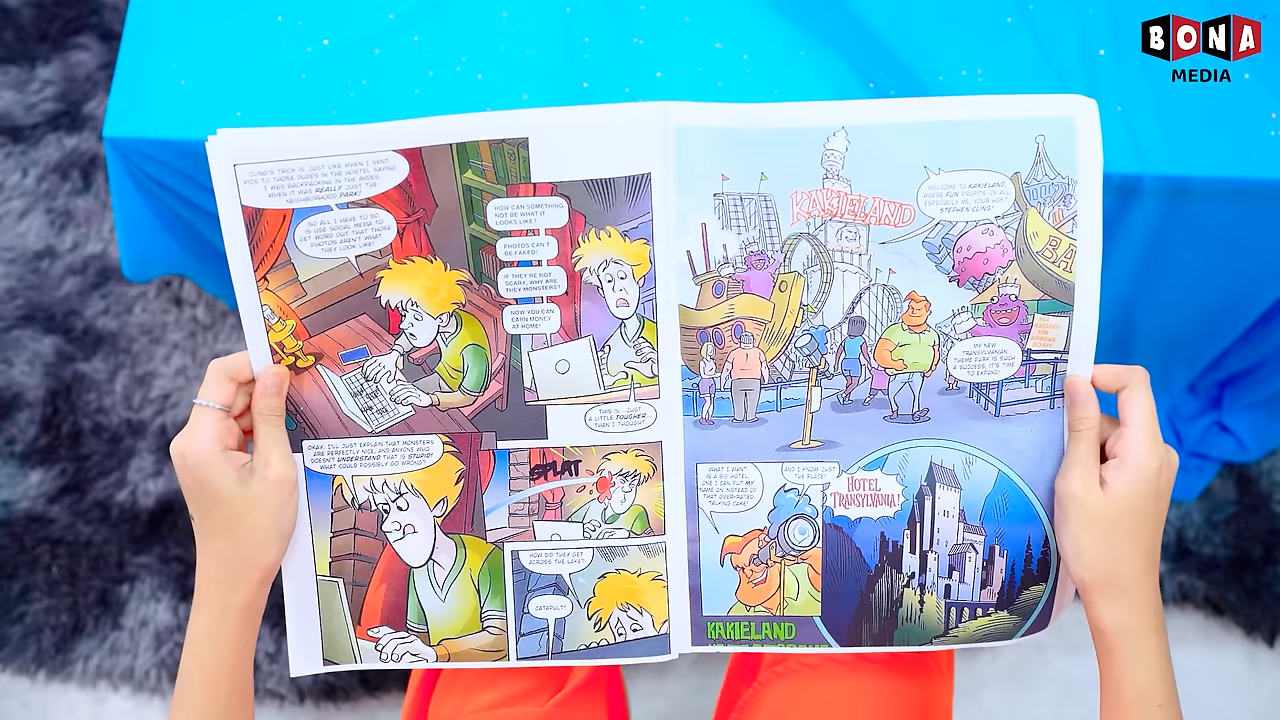 BONA
MEDIA
CLING'S TRICK IS JUST LIKE WHEN I SENT
PICS TO THOSE DUDES IN THE HOSTEL SAYING
I WAS BACKPACKING IN THE ANDES
WHEN IT WAS REALLY JUST THE
NEIGHBORHOOD PARK!
SO ALL I HAVE TO DO
IS USE SOCIAL MEDIA TO
GET WORD OUT THAT THOSE
PHOTOS AREN'T WHAT
THEY LOOK LIKE!
HOW CAN SOMETHING
NOT BE WHAT IT
LOOKS LIKE?
PHOTOS CAN'T
BE FAKED!
IF THEY'RE NOT
SCARY, WHY ARE
THEY MONSTERS?
NOW YOU CAN
EARN MONEY
AT HOME!
THIS IS...JUST
A LITTLE TOUGHER
THAN I THOUGHT
OKAY, I'LL JUST EXPLAIN THAT MONSTERS
ARE PERFECTLY NICE, AND ANYONE WHO
DOESN'T UNDERSTAND THAT IS STUPID!
WHAT COULD POSSIBLY GO WRONG?
SPLAT
HOW DID THEY GET
ACROSS THE LAKE?
CATAPULT!
KAKIELAND
WELCOME TO KAKIELAND,
WHERE FUN PROFITS US ALL
ESPECIALLY ME, YOUR HOST,
STEPHEN CLING!
BA
MY NEW
TRANSYLVANIAN
THEME PARK IS SUCH
A SUCCESS, IT'S TIME
TO EXPAND!
WHAT I WANT
IS A BIG HOTEL,
ONE I CAN PUT MY
NAME ON INSTEAD OF
THAT OVER-RATED
TALKING CAKE!
AND I KNOW JUST
THE PLACE!
HOTEL
TRANSYLVANIA!
KAKIELAND